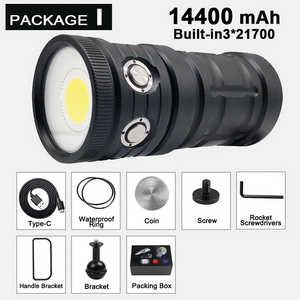 PACKAGE I
14400 mAh
Built-in3*21700
Type-C
Waterproof
Ring
Coin
Screw
Rocket
Screwdrivers
Handle Bracket
Bracket
Packing Box